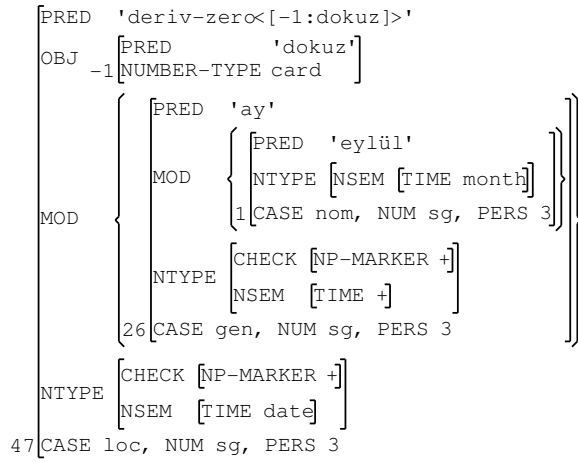 PRED 'deriv-zero<[-1:dokuz]>'
PRED 'dokuz'
OBJ
-1 NUMBER-TYPE card
PRED 'ay'
PRED 'eylül'
MOD NTYPE [NSEM [TIME month]]
1 CASE nom, NUM sg, PERS 3
MOD
CHECK [NP-MARKER +]
NTYPE
NSEM [TIME +]
26 CASE gen, NUM sg, PERS 3
CHECK [NP-MARKER +]
NTYPE
NSEM [TIME date]
47 CASE loc, NUM sg, PERS 3